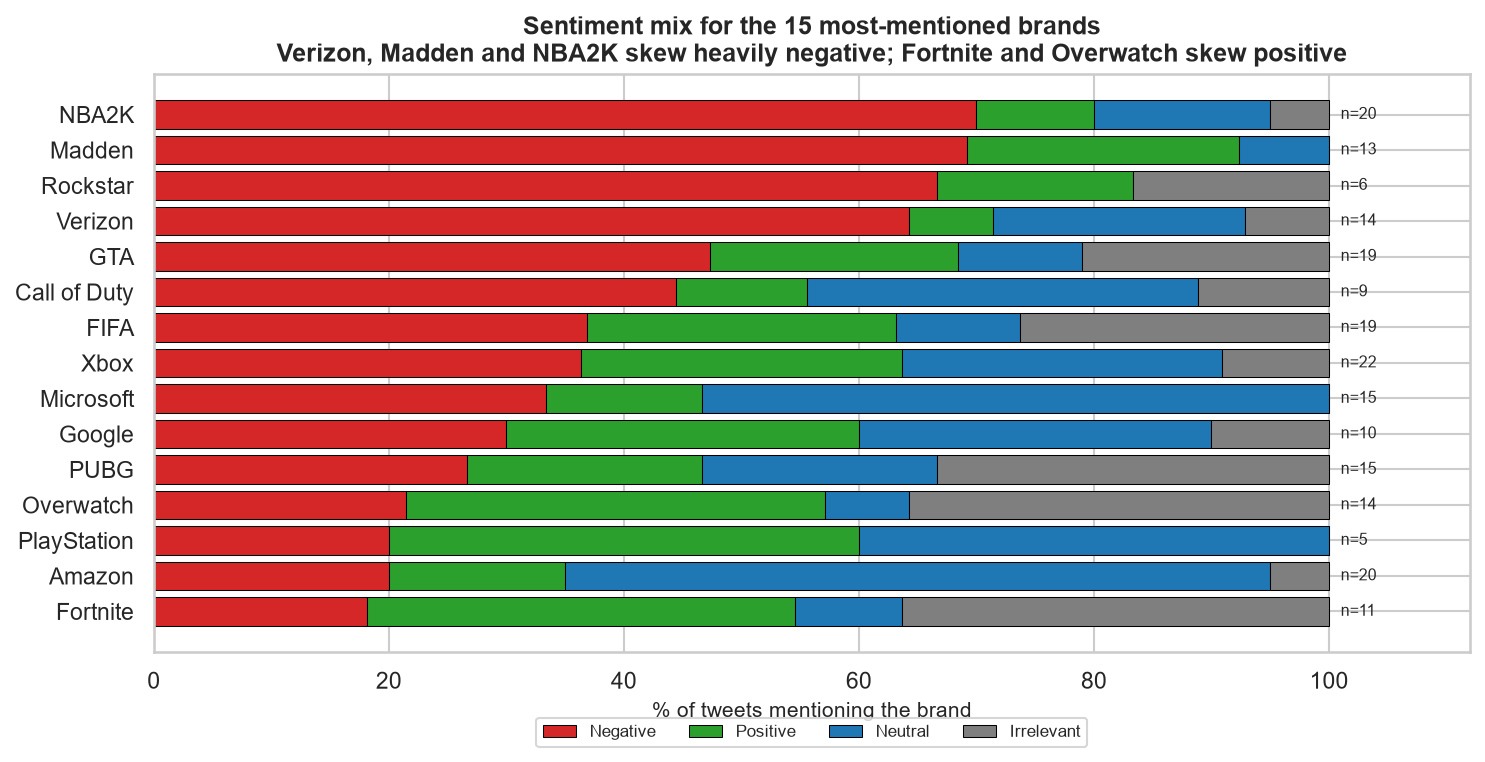 Sentiment mix for the 15 most-mentioned brands
Verizon, Madden and NBA2K skew heavily negative; Fortnite and Overwatch skew positive
NBA2K n=20
Madden n=13
Rockstar n=6
Verizon n=14
GTA n=19
Call of Duty n=9
FIFA n=19
Xbox n=22
Microsoft n=15
Google n=10
PUBG n=15
Overwatch n=14
PlayStation n=5
Amazon n=20
Fortnite n=11
0 20 40 60 80 100
% of tweets mentioning the brand
Negative Positive Neutral Irrelevant